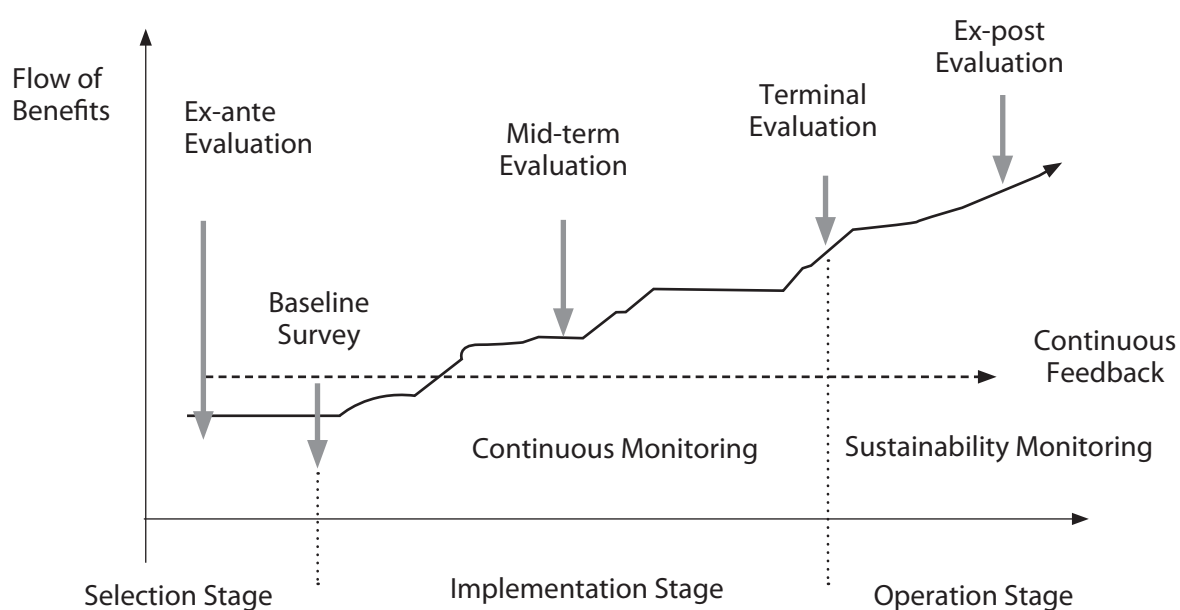 Flow of
Benefits
Ex-ante
Evaluation
Baseline
Survey
Mid-term
Evaluation
Terminal
Evaluation
Ex-post
Evaluation
Continuous
Feedback
Continuous Monitoring
Sustainability Monitoring
Selection Stage
Implementation Stage
Operation Stage